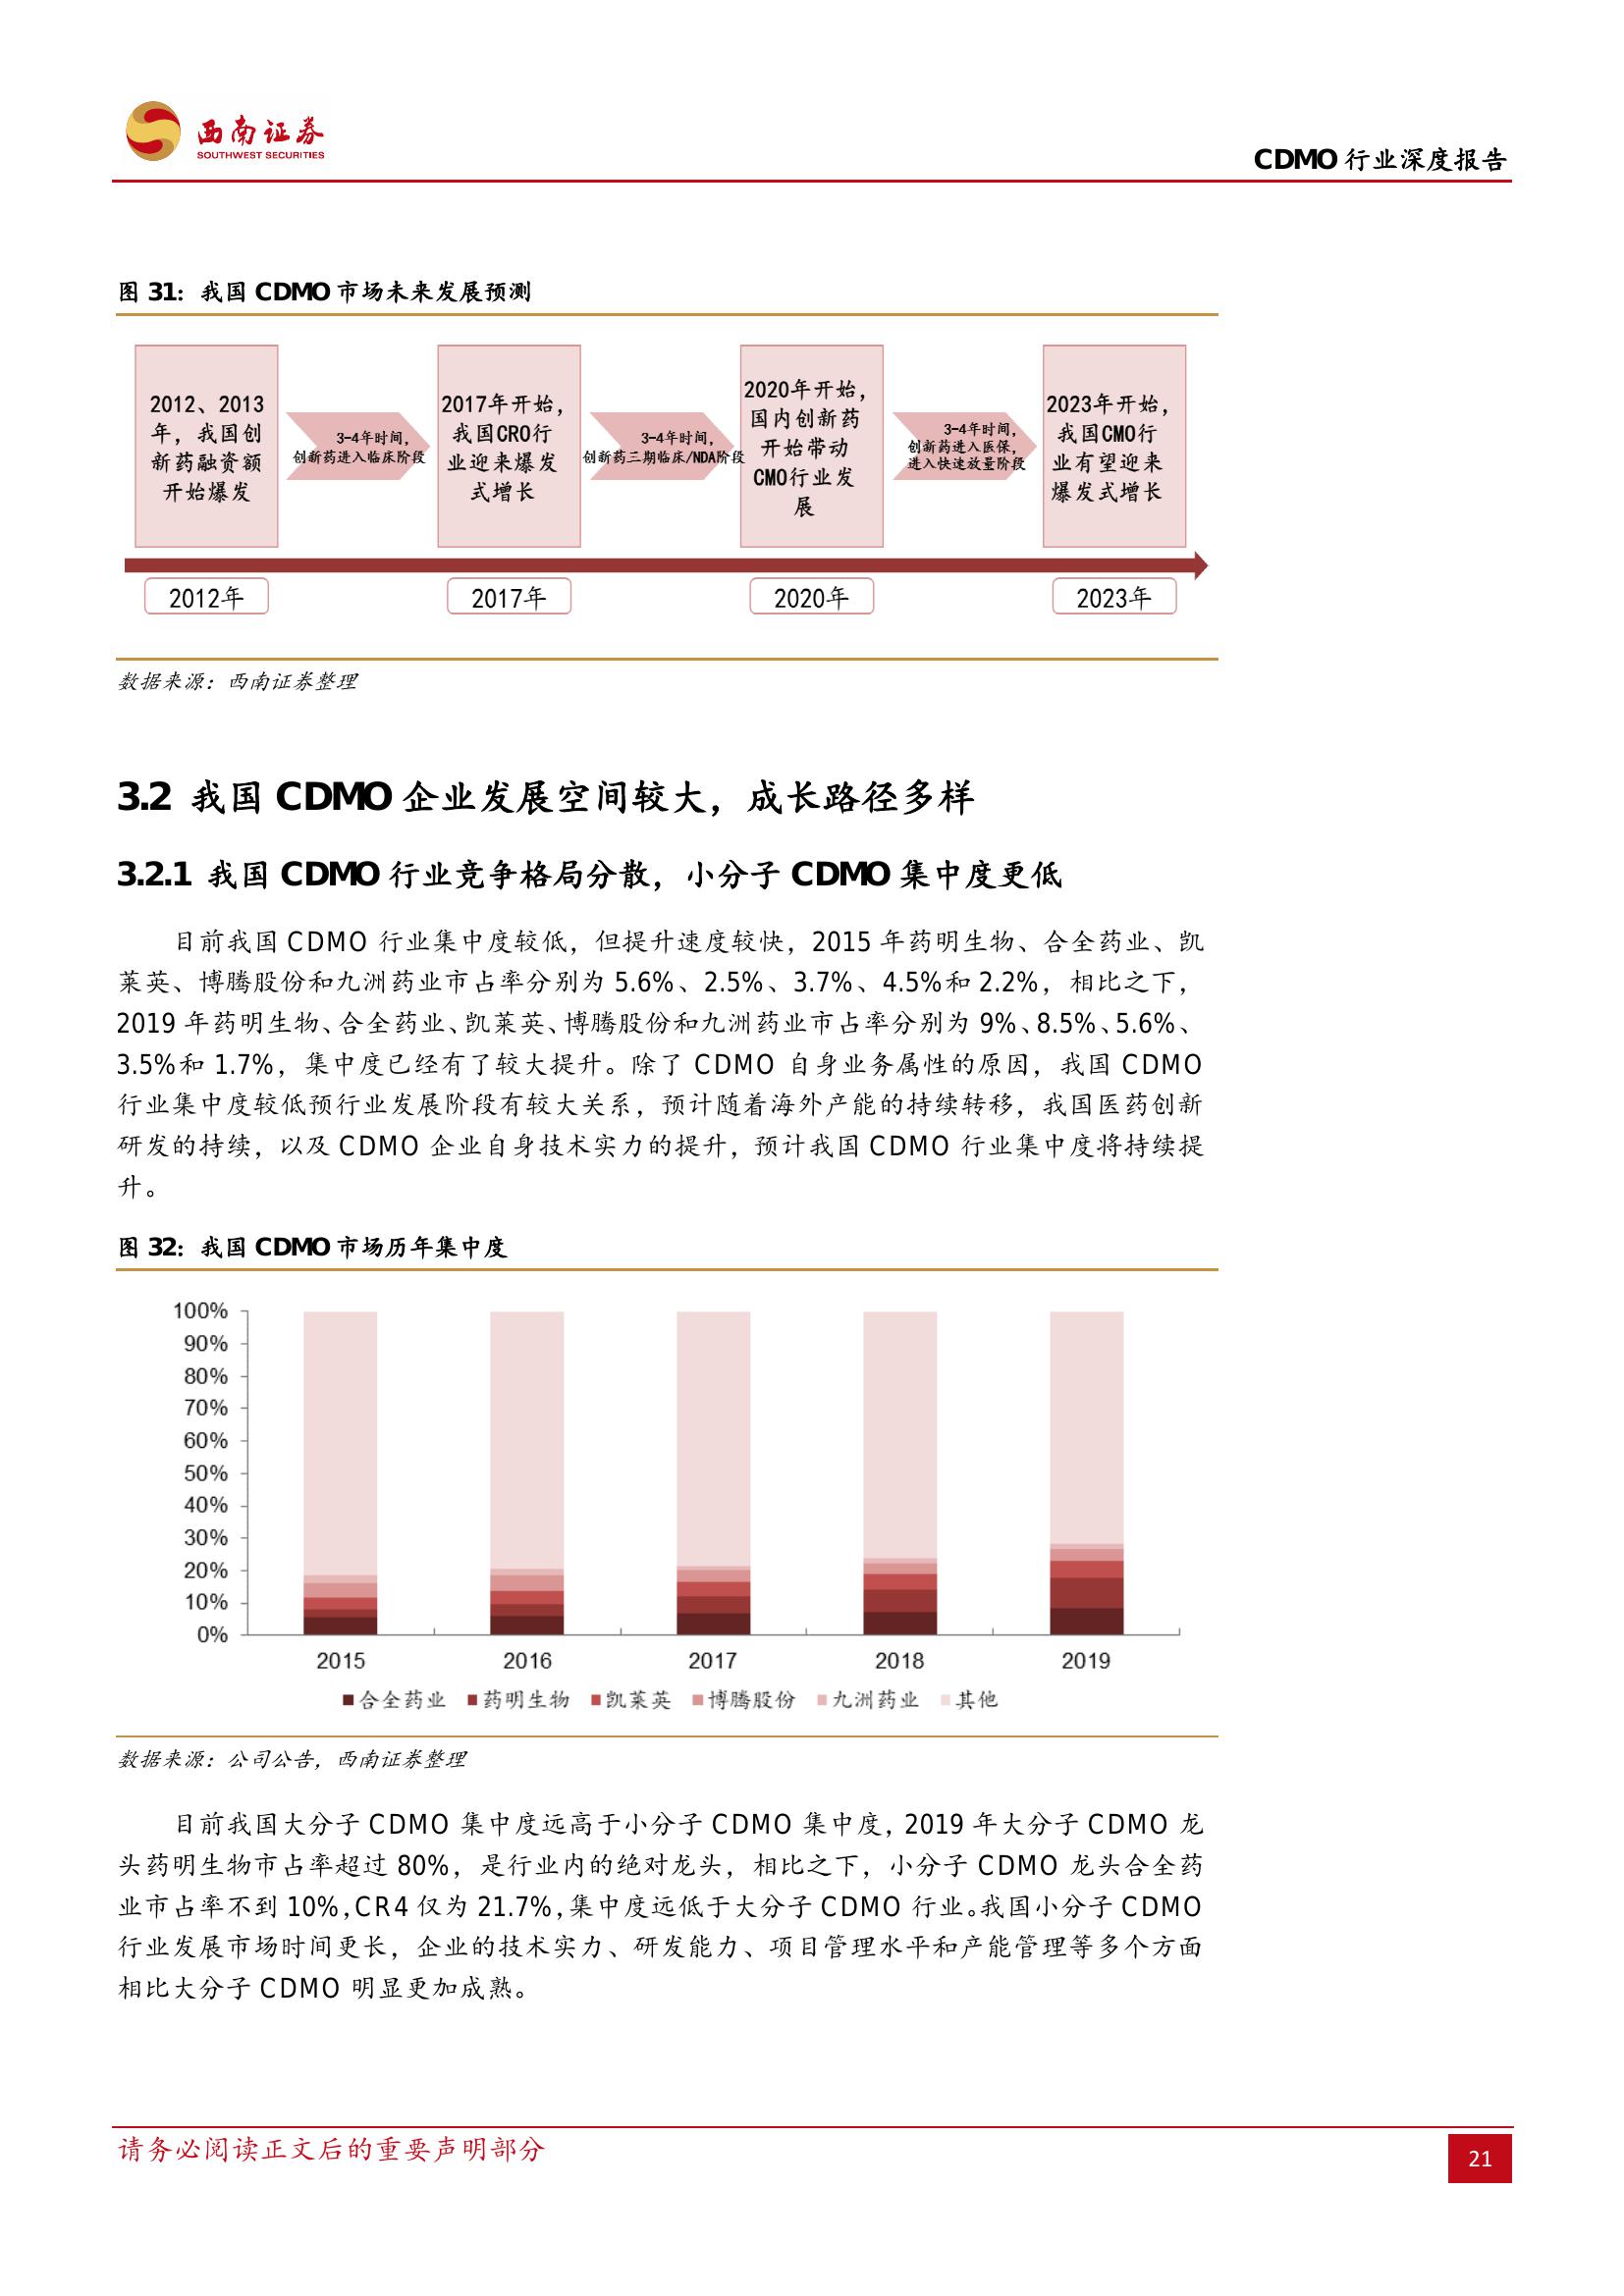 西南证券
SOUTHWEST SECURITIES
CDMO 行业深度报告
图 31：我国 CDMO 市场未来发展预测
2012、2013
年，我国创
新药融资额
开始爆发
3-4年时间，
创新药进入临床阶段
2017年开始，
我国CRO行
业迎来爆发
式增长
3-4年时间，
创新药三期临床/NDA阶段
2020年开始，
国内创新药
开始带动
CMO行业发
展
3-4年时间，
创新药进入医保，
进入快速放量阶段
2023年开始，
我国CMO行
业有望迎来
爆发式增长
2012年
2017年
2020年
2023年
数据来源：西南证券整理
3.2 我国 CDMO 企业发展空间较大，成长路径多样
3.2.1 我国 CDMO 行业竞争格局分散，小分子 CDMO 集中度更低
目前我国 CDMO 行业集中度较低，但提升速度较快，2015 年药明生物、合全药业、凯
莱英、博腾股份和九洲药业市占率分别为 5.6%、2.5%、3.7%、4.5%和 2.2%，相比之下，
2019 年药明生物、合全药业、凯莱英、博腾股份和九洲药业市占率分别为 9%、8.5%、5.6%、
3.5%和 1.7%，集中度已经有了较大提升。除了 CDMO 自身业务属性的原因，我国 CDMO
行业集中度较低预行业发展阶段有较大关系，预计随着海外产能的持续转移，我国医药创新
研发的持续，以及 CDMO 企业自身技术实力的提升，预计我国 CDMO 行业集中度将持续提
升。
图 32：我国 CDMO 市场历年集中度
100%
90%
80%
70%
60%
50%
40%
30%
20%
10%
0%
2015 2016 2017 2018 2019
合全药业 药明生物 凯莱英 博腾股份 九洲药业 其他
数据来源：公司公告，西南证券整理
目前我国大分子 CDMO 集中度远高于小分子 CDMO 集中度，2019 年大分子 CDMO 龙
头药明生物市占率超过 80%，是行业内的绝对龙头，相比之下，小分子 CDMO 龙头合全药
业市占率不到 10%，CR4 仅为 21.7%，集中度远低于大分子 CDMO 行业。我国小分子 CDMO
行业发展市场时间更长，企业的技术实力、研发能力、项目管理水平和产能管理等多个方面
相比大分子 CDMO 明显更加成熟。
请务必阅读正文后的重要声明部分
21